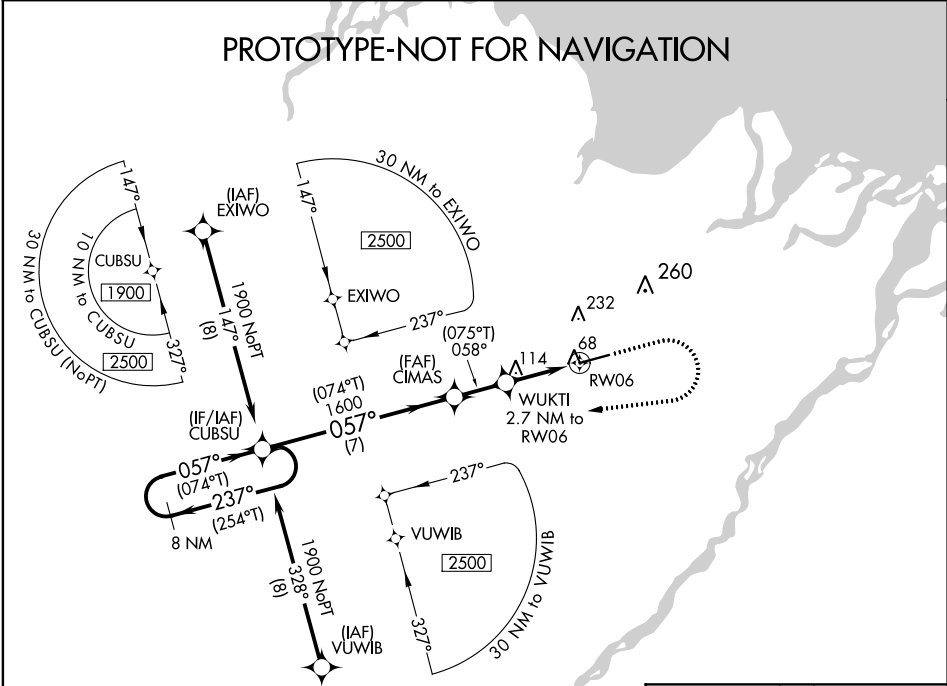 PROTOTYPE-NOT FOR NAVIGATION
30 NM to CUBSU (NoPT)
10 NM to CUBSU
147°
CUBSU
1900
2500
327°
(IAF)
EXIWO
1900 NoPT
147°
(8)
30 NM to EXIWO
147°
2500
EXIWO
237°
(075°T)
058°
260
232
68
114
RW06
(FAF)
CIMAS
WUKTI
2.7 NM to
RW06
(074°T)
1600
057°
(7)
(IF/IAF)
CUBSU
057°
(074°T)
237°
(254°T)
8 NM
1900 NoPT
328°
(8)
(IAF)
VUWIB
237°
VUWIB
2500
327°
30 NM to VUWIB